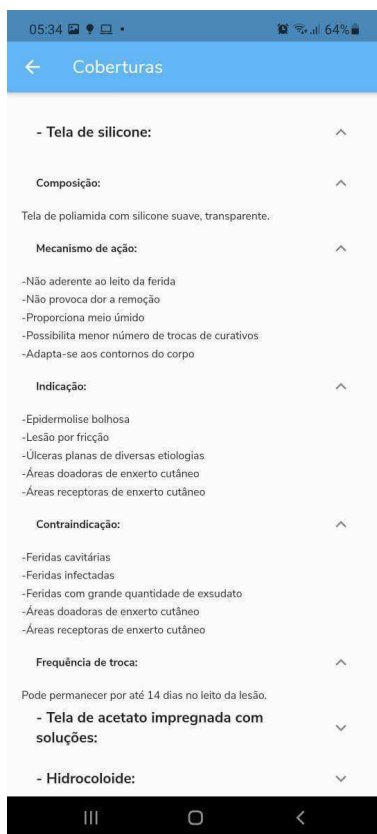 05:34 64%
Coberturas
- Tela de silicone:
Composição:
Tela de poliamida com silicone suave, transparente.
Mecanismo de ação:
-Não aderente ao leito da ferida
-Não provoca dor a remoção
-Proporciona meio úmido
-Possibilita menor número de trocas de curativos
-Adapta-se aos contornos do corpo
Indicação:
-Epidermolise bolhosa
-Lesão por fricção
-Úlceras planas de diversas etiologias
-Áreas doadoras de enxerto cutâneo
-Áreas receptoras de enxerto cutâneo
Contraindicação:
-Feridas cavitárias
-Feridas infectadas
-Feridas com grande quantidade de exsudato
-Áreas doadoras de enxerto cutâneo
-Áreas receptoras de enxerto cutâneo
Frequência de troca:
Pode permanecer por até 14 dias no leito da lesão.
- Tela de acetato impregnada com
soluções:
- Hidrocoloide: